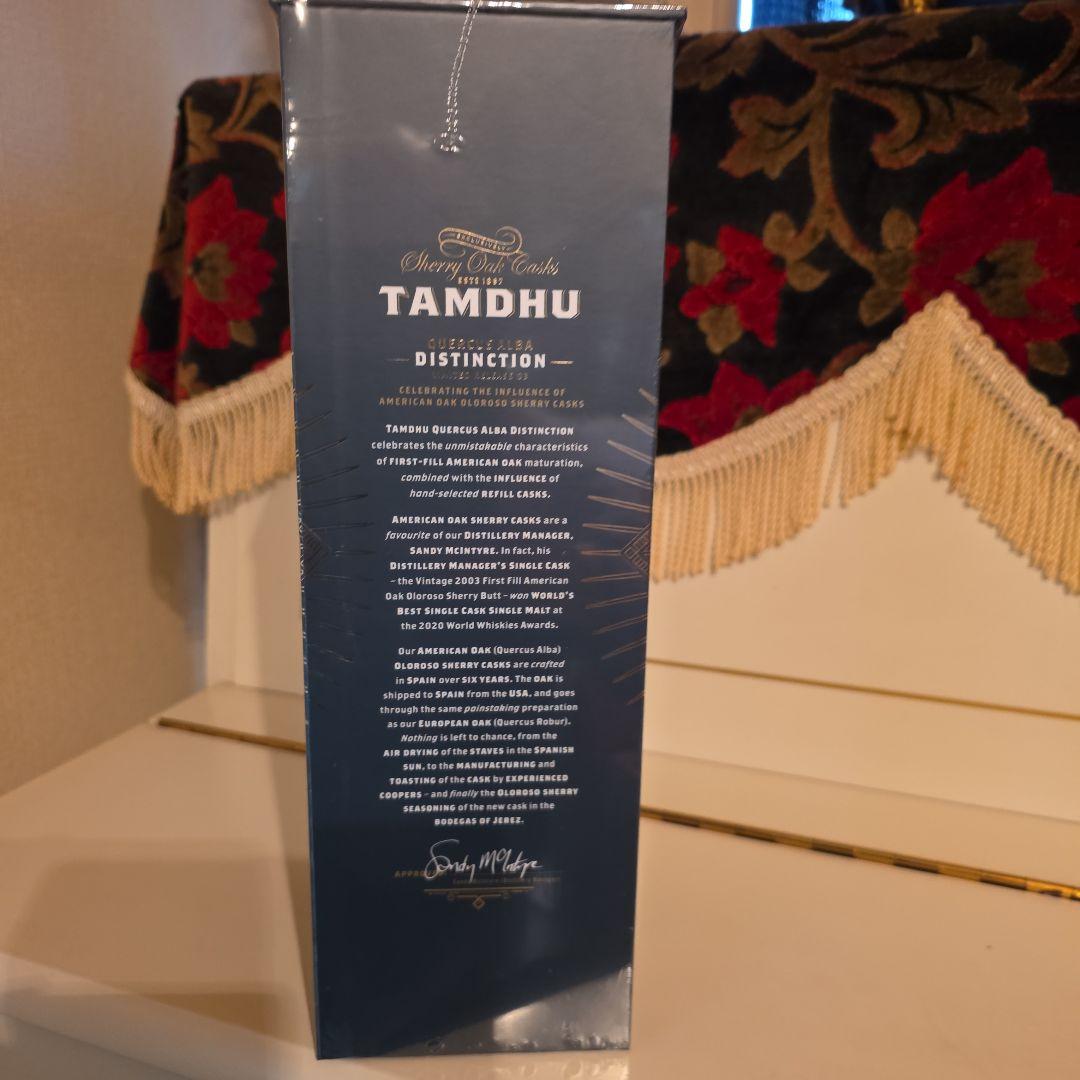 EXCLUSIVELY
Sherry Oak Casks
ESTD 1897
TAMDHU
QUERCUS ALBA
DISTINCTION
LIMITED RELEASE 03
CELEBRATING THE INFLUENCE OF
AMERICAN OAK OLOROSO SHERRY CASKS
TAMDHU QUERCUS ALBA DISTINCTION
celebrates the unmistakable characteristics
of FIRST-FILL AMERICAN OAK maturation,
combined with the INFLUENCE of
hand-selected REFILL CASKS.
AMERICAN OAK SHERRY CASKS are a
favourite of our DISTILLERY MANAGER,
SANDY MCINTYRE. In fact, his
DISTILLERY MANAGER'S SINGLE CASK
– the Vintage 2003 First Fill American
Oak Oloroso Sherry Butt – won WORLD'S
BEST SINGLE CASK SINGLE MALT at
the 2020 World Whiskies Awards.
Our AMERICAN OAK (Quercus Alba)
OLOROSO SHERRY CASKS are crafted
in SPAIN over SIX YEARS. The OAK is
shipped to SPAIN from the USA, and goes
through the same painstaking preparation
as our EUROPEAN OAK (Quercus Robur).
Nothing is left to chance, from the
AIR DRYING of the STAVES in the SPANISH
SUN, to the MANUFACTURING and
TOASTING of the CASK by EXPERIENCED
COOPERS – and finally the OLOROSO SHERRY
SEASONING of the new cask in the
BODEGAS OF JEREZ.
Sandy McIntyre